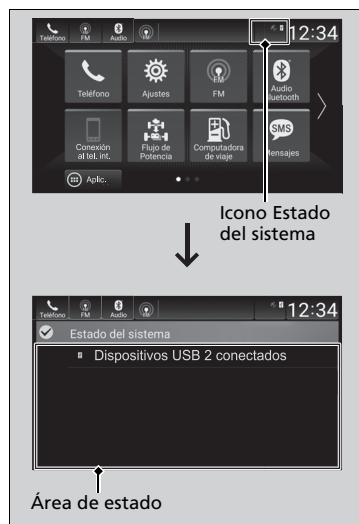 Teléfono FM Audio 12:34
Teléfono Ajustes FM Audio Bluetooth
Conexión al tel. int. Flujo de Potencia Computadora de viaje SMS Mensajes
Aplic.
Icono Estado
del sistema
Teléfono FM Audio 12:34
Estado del sistema
Dispositivos USB 2 conectados
Área de estado